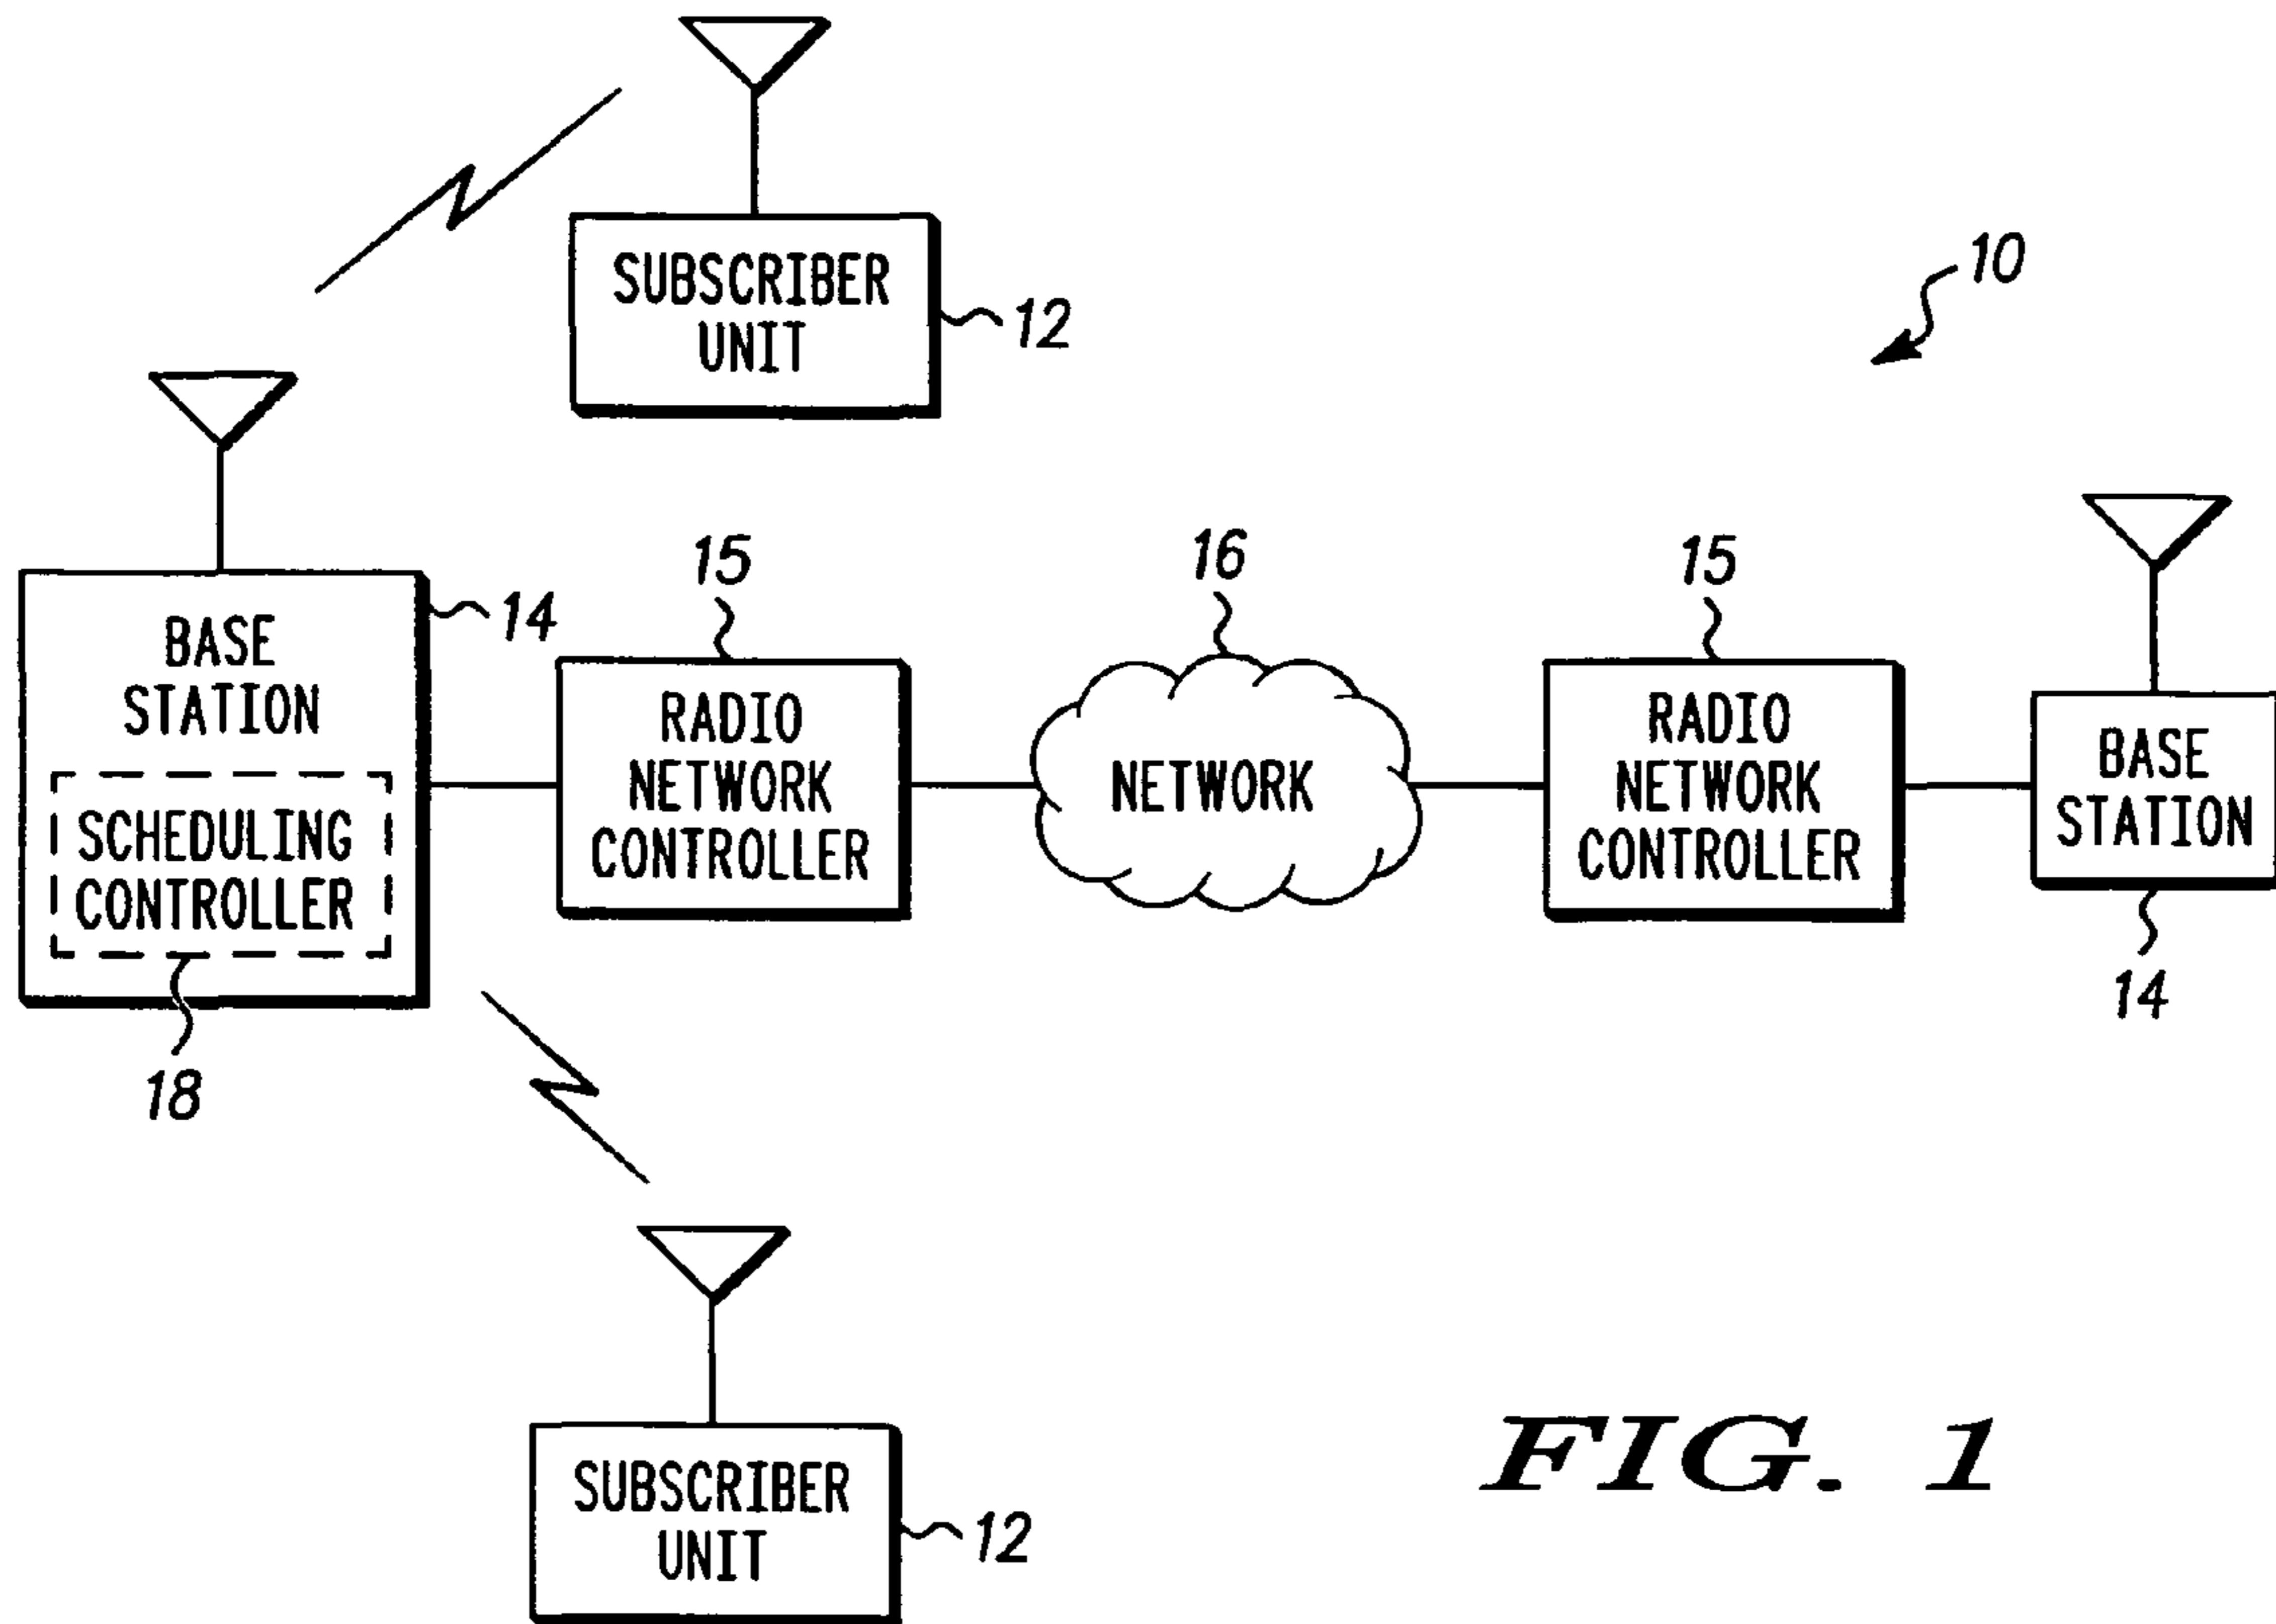 SUBSCRIBER
UNIT
12
10
BASE
STATION
14
SCHEDULING
CONTROLLER
18
15
RADIO
NETWORK
CONTROLLER
16
NETWORK
15
RADIO
NETWORK
CONTROLLER
BASE
STATION
14
SUBSCRIBER
UNIT
12
FIG. 1